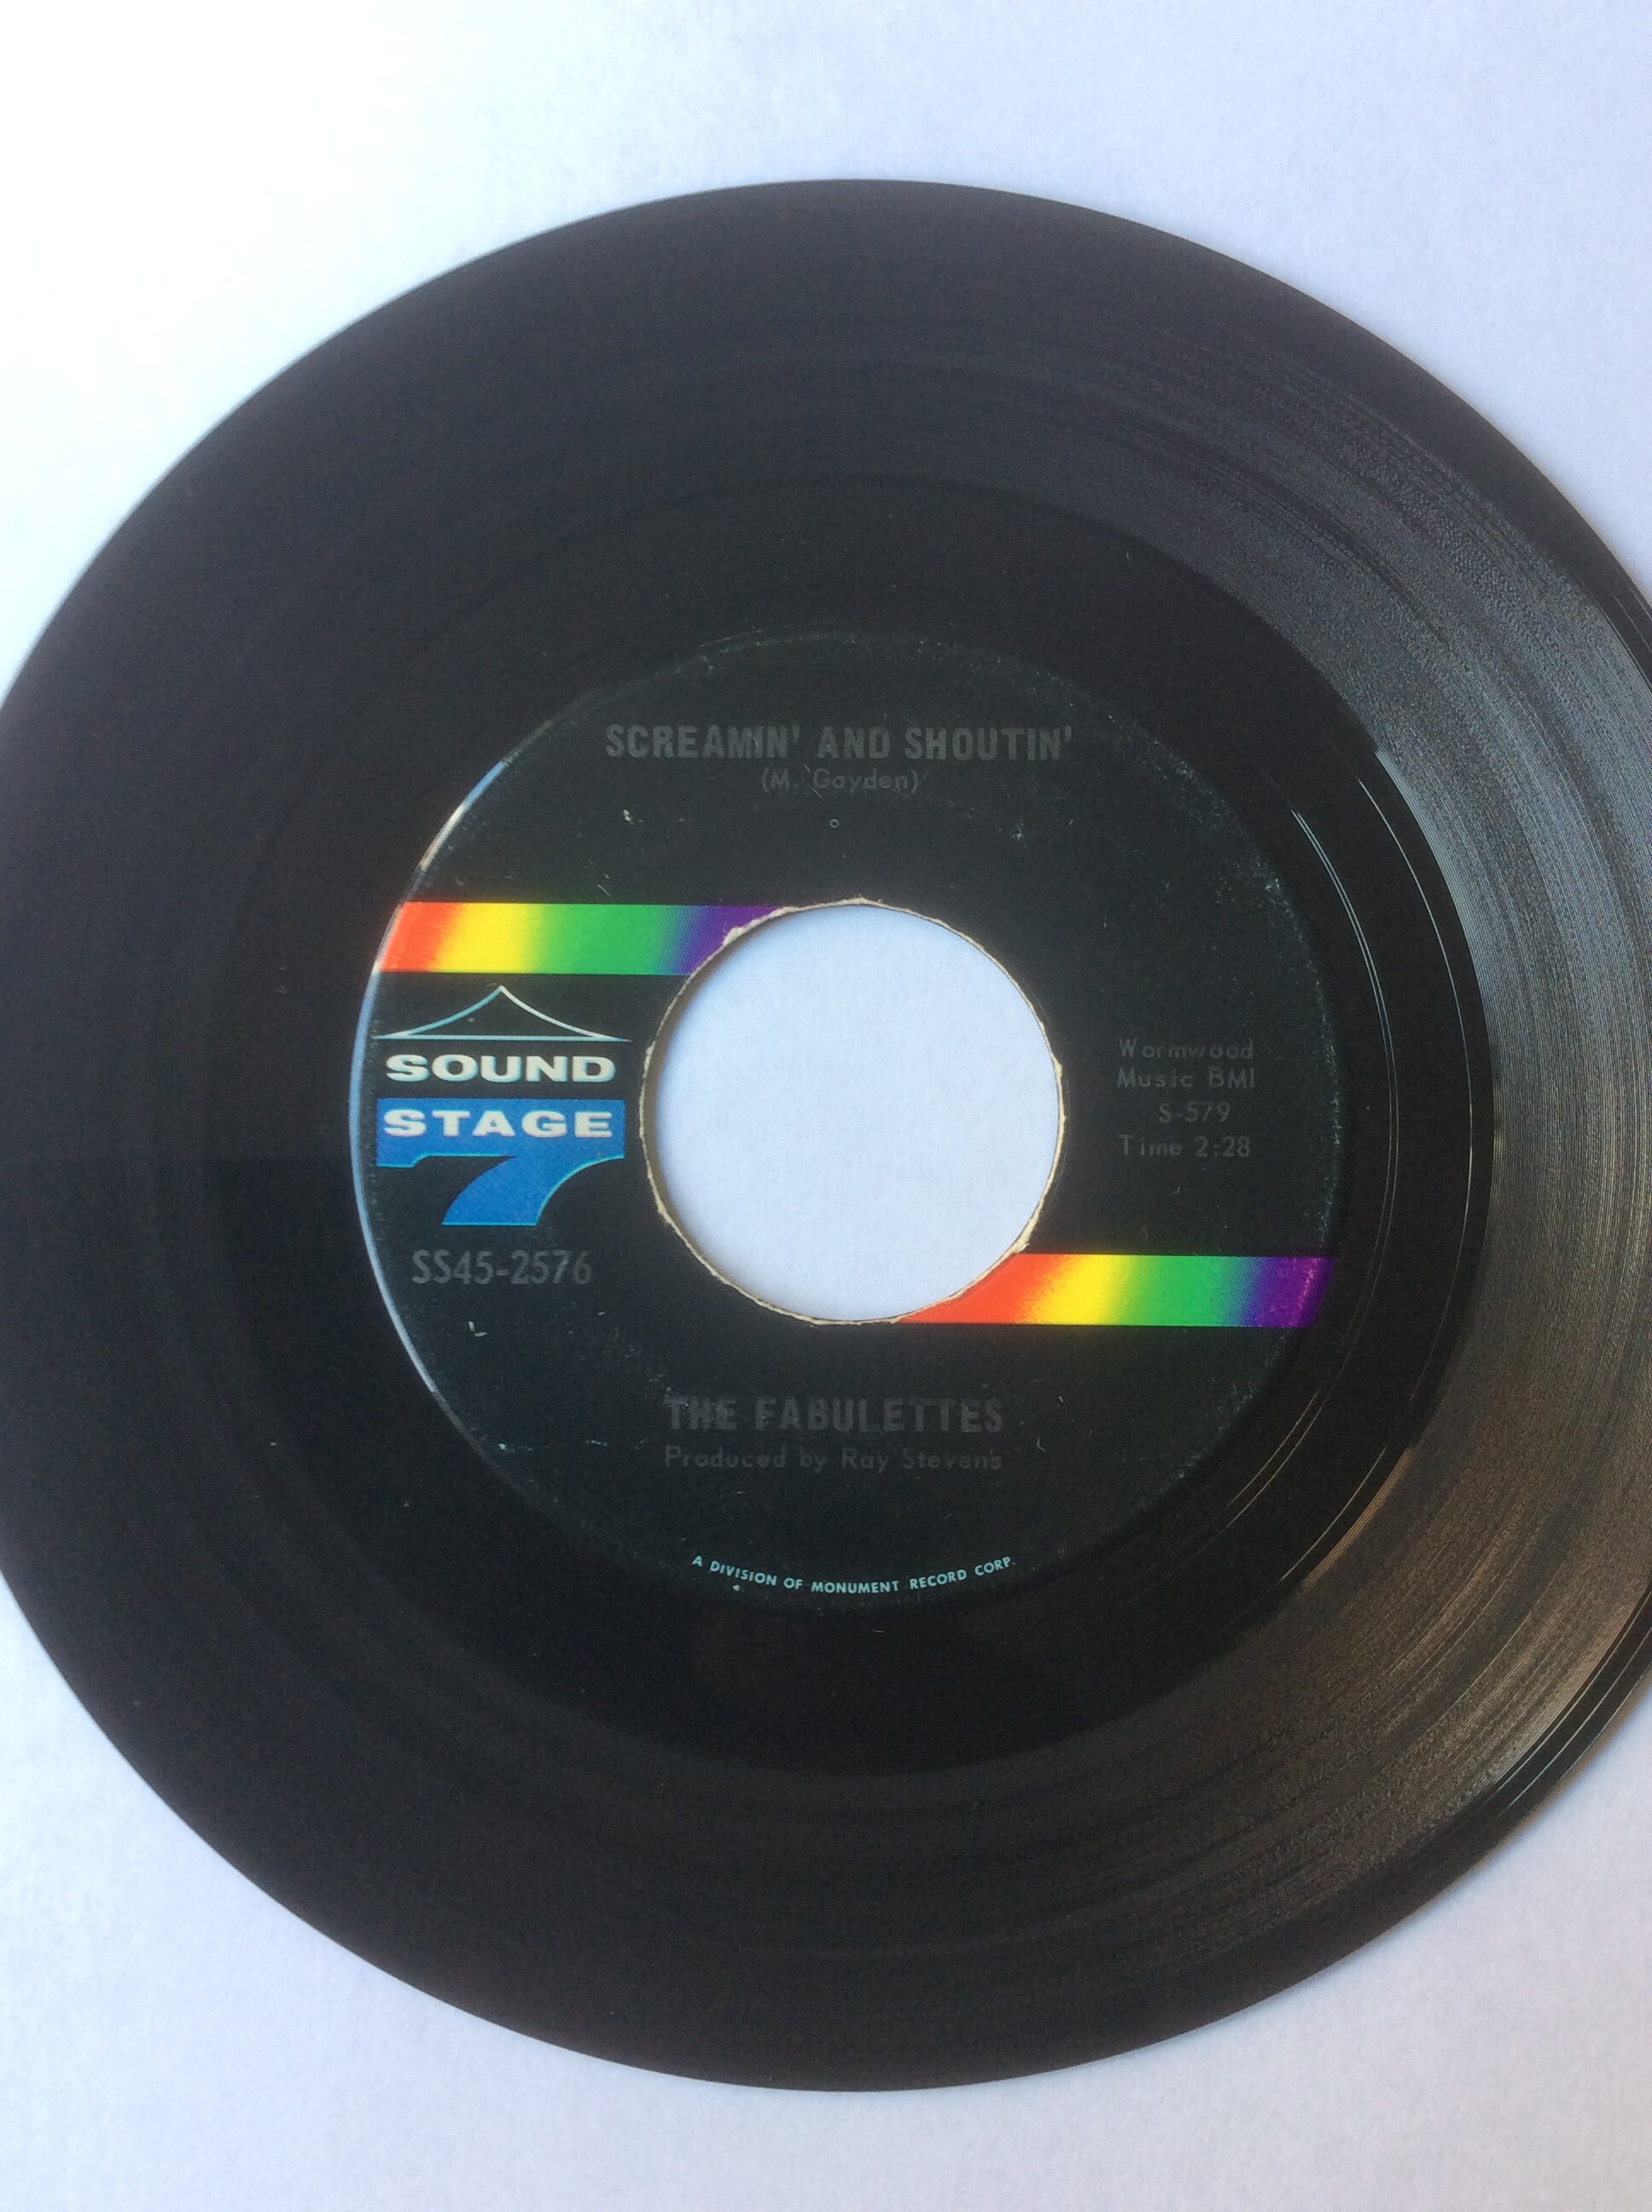 SCREAMIN' AND SHOUTIN'
(M. Gayden)
SOUND
STAGE
7
SS45-2576
Wormwood
Music BMI
S-579
Time 2:28
THE FABULETTES
Produced by Ray Stevens
A DIVISION OF MONUMENT RECORD CORP.